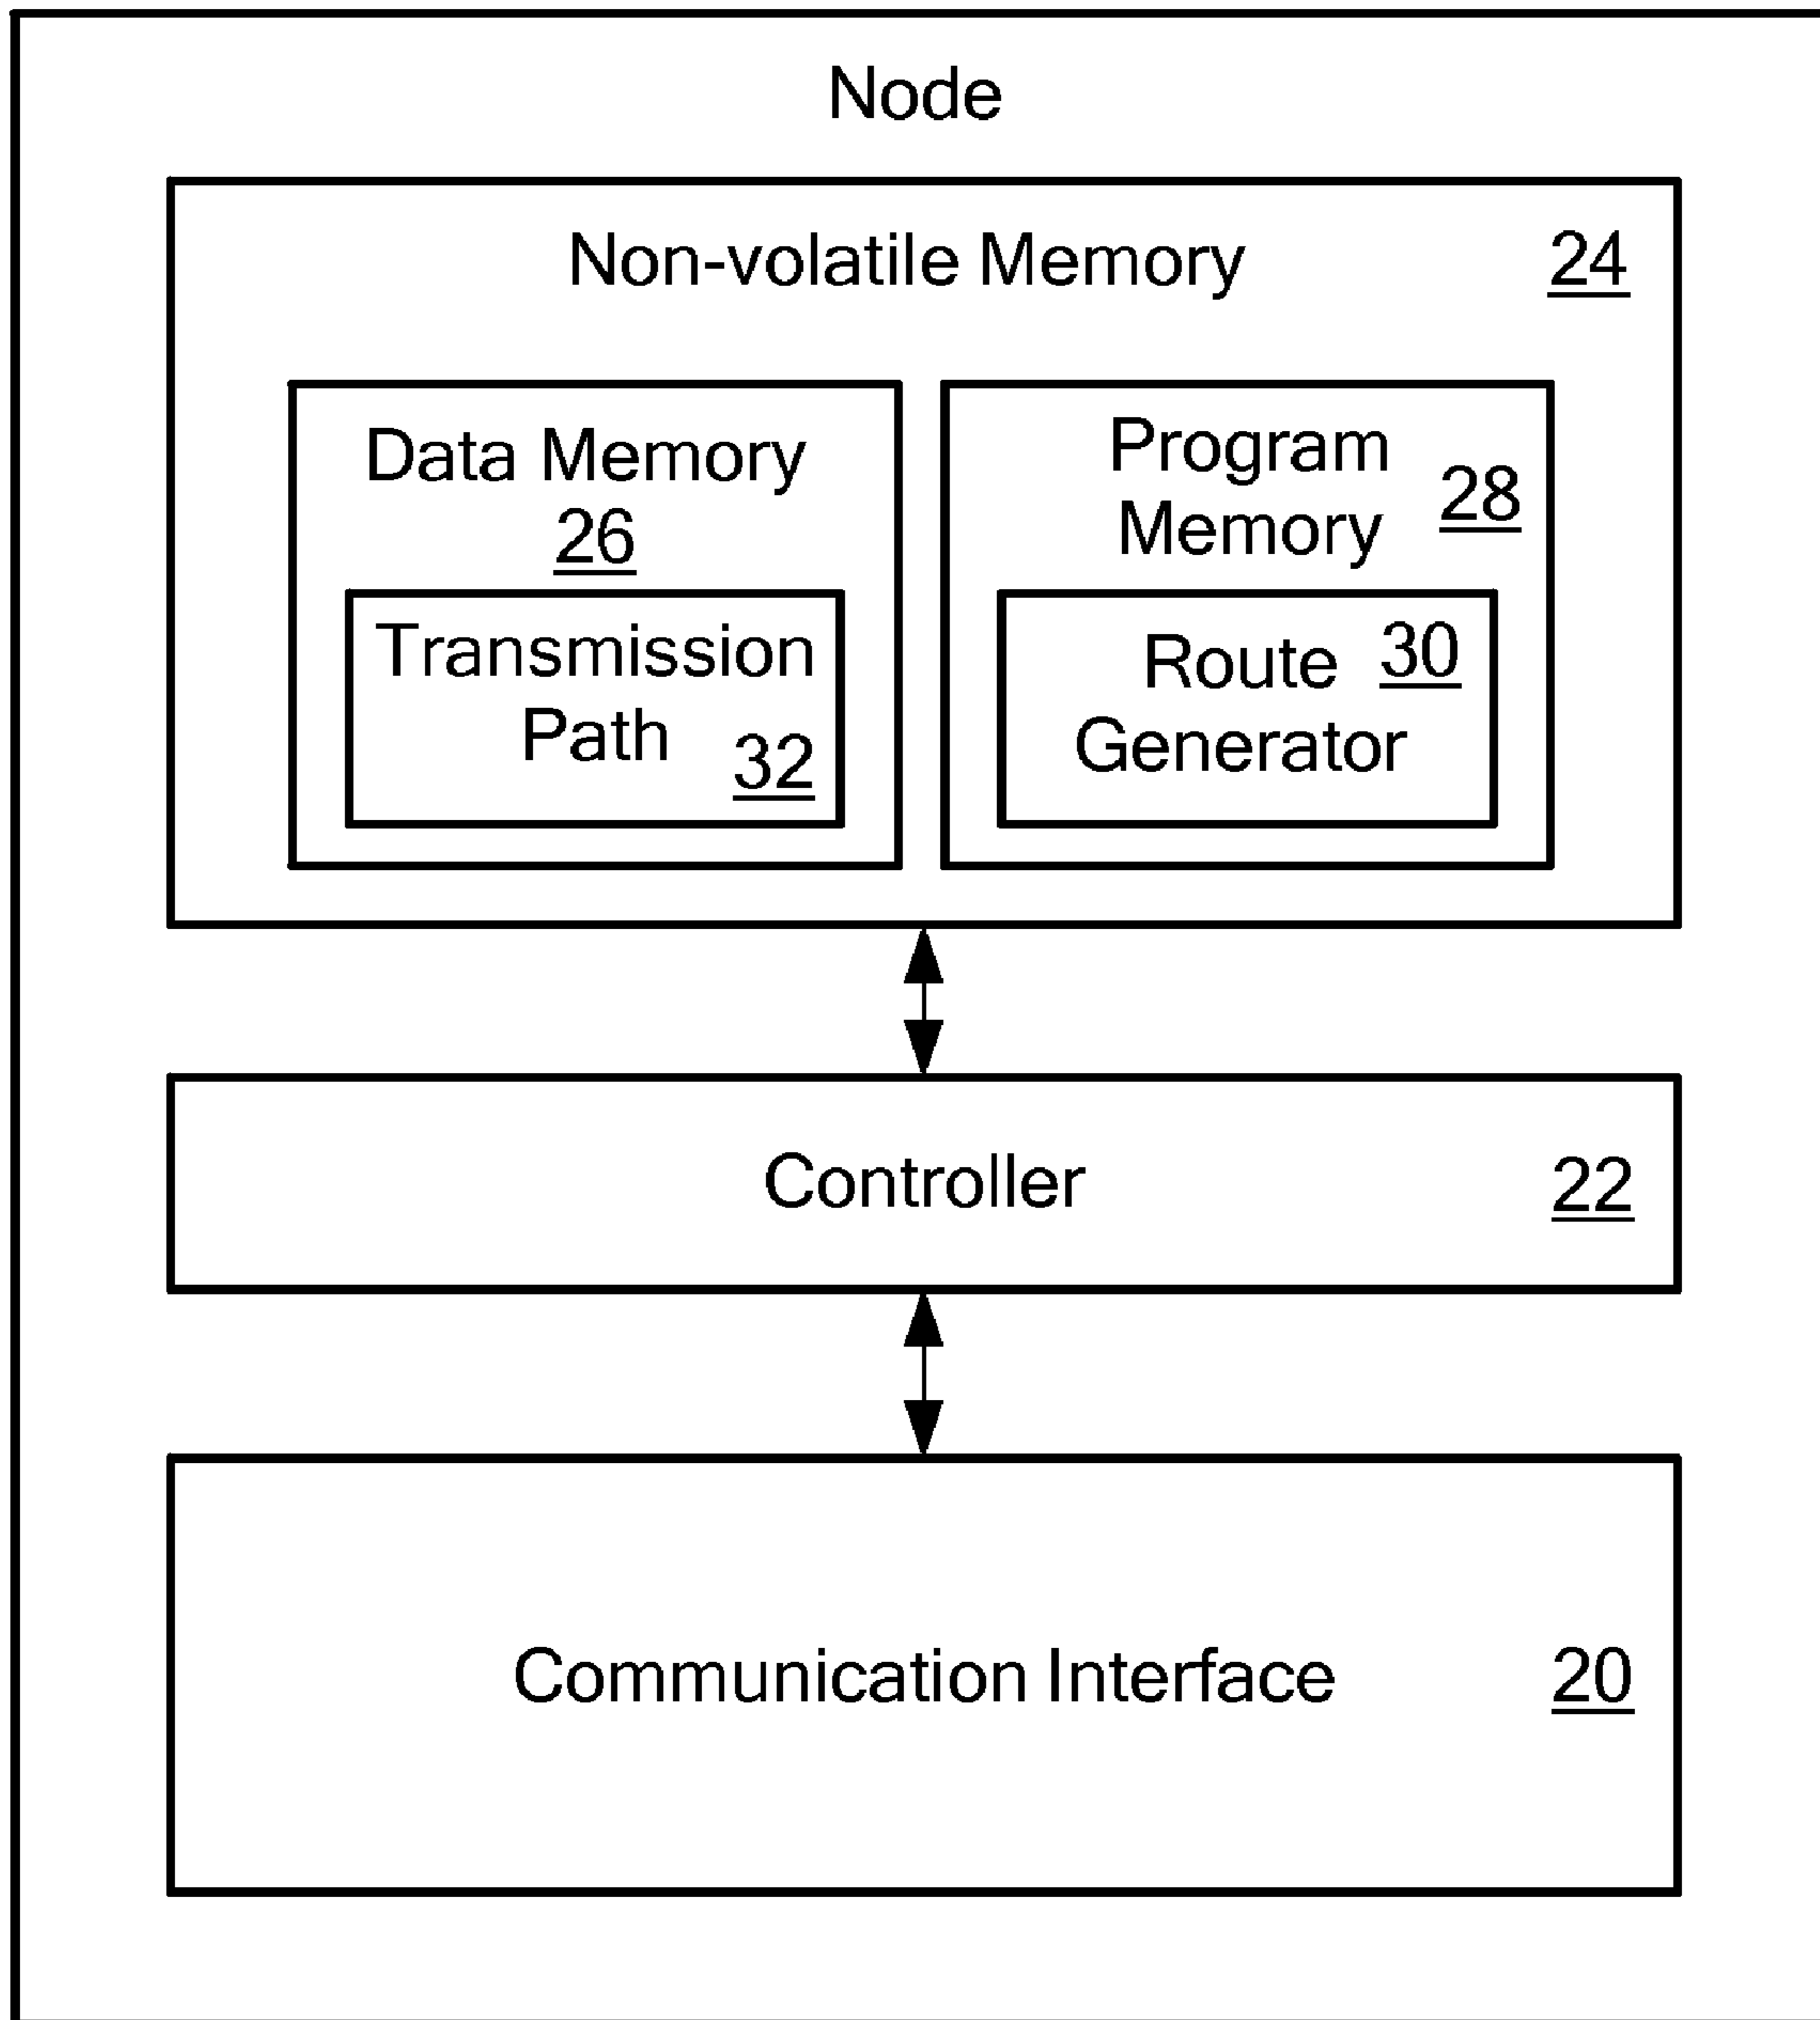 Node
Non-volatile Memory 24
Data Memory
26
Transmission
Path 32
Program
Memory 28
Route 30
Generator
Controller 22
Communication Interface 20